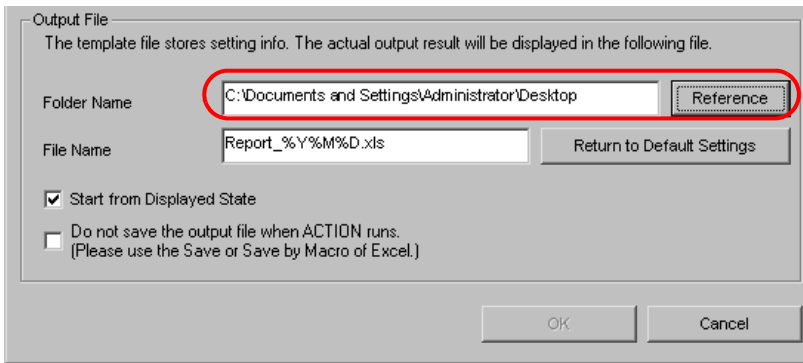 Output File
The template file stores setting info. The actual output result will be displayed in the following file.
Folder Name C:\Documents and Settings\Administrator\Desktop Reference
File Name Report_%Y%M%D.xls Return to Default Settings
Start from Displayed State
Do not save the output file when ACTION runs.
(Please use the Save or Save by Macro of Excel.)
OK Cancel